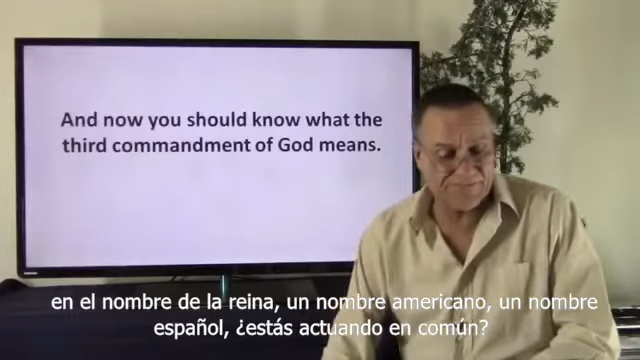 And now you should know what the
third commandment of God means.
en el nombre de la reina, un nombre americano, un nombre
español, ¿estás actuando en común?